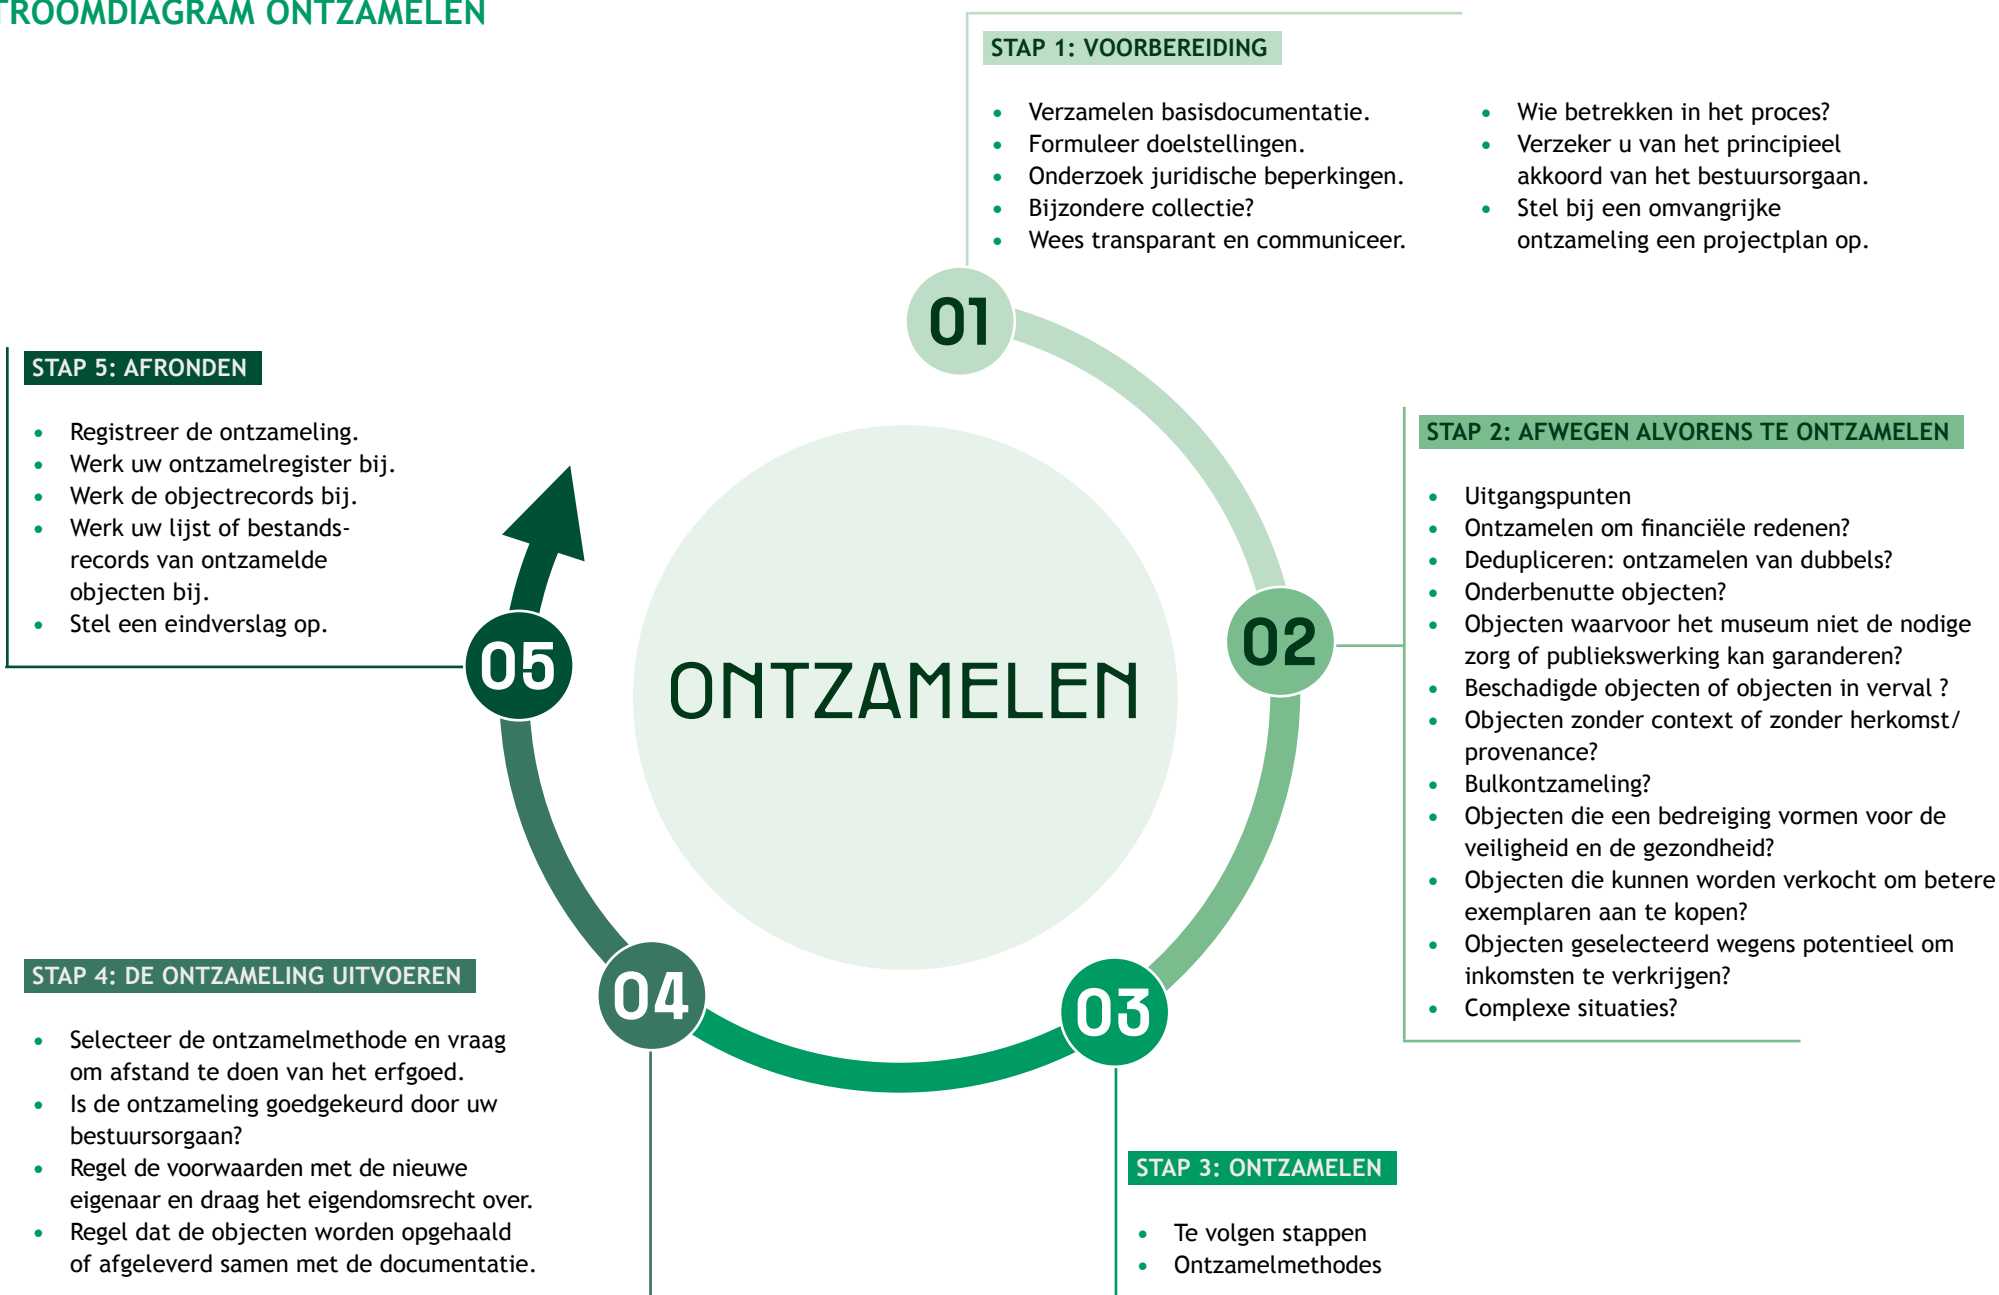 TROOMDIAGRAM ONTZAMELEN
STAP 1: VOORBEREIDING
• Verzamelen basisdocumentatie.
• Formuleer doelstellingen.
• Onderzoek juridische beperkingen.
• Bijzondere collectie?
• Wees transparant en communiceer.
• Wie betrekken in het proces?
• Verzeker u van het principieel
akkoord van het bestuursorgaan.
• Stel bij een omvangrijke
ontzameling een projectplan op.
01
STAP 2: AFWEGEN ALVORENS TE ONTZAMELEN
• Uitgangspunten
• Ontzamelen om financiële redenen?
• Dedupliceren: ontzamelen van dubbels?
• Onderbenutte objecten?
• Objecten waarvoor het museum niet de nodige
zorg of publiekswerking kan garanderen?
• Beschadigde objecten of objecten in verval ?
• Objecten zonder context of zonder herkomst/
provenance?
• Bulkontzameling?
• Objecten die een bedreiging vormen voor de
veiligheid en de gezondheid?
• Objecten die kunnen worden verkocht om betere
exemplaren aan te kopen?
• Objecten geselecteerd wegens potentieel om
inkomsten te verkrijgen?
• Complexe situaties?
02
STAP 3: ONTZAMELEN
• Te volgen stappen
• Ontzamelmethodes
03
STAP 4: DE ONTZAMELING UITVOEREN
• Selecteer de ontzamelmethode en vraag
om afstand te doen van het erfgoed.
• Is de ontzameling goedgekeurd door uw
bestuursorgaan?
• Regel de voorwaarden met de nieuwe
eigenaar en draag het eigendomsrecht over.
• Regel dat de objecten worden opgehaald
of afgeleverd samen met de documentatie.
04
STAP 5: AFRONDEN
• Registreer de ontzameling.
• Werk uw ontzamelregister bij.
• Werk de objectrecords bij.
• Werk uw lijst of bestands-
records van ontzamelde
objecten bij.
• Stel een eindverslag op.
05
ONTZAMELEN